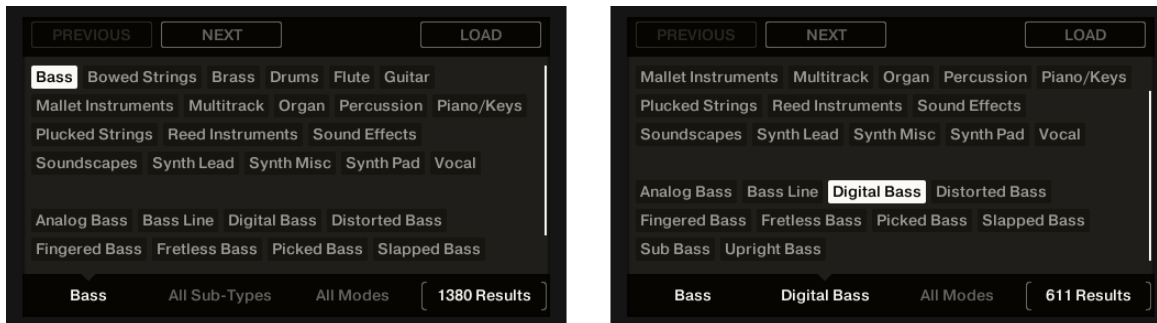 PREVIOUS NEXT LOAD
Bass Bowed Strings Brass Drums Flute Guitar
Mallet Instruments Multitrack Organ Percussion Piano/Keys
Plucked Strings Reed Instruments Sound Effects
Soundscapes Synth Lead Synth Misc Synth Pad Vocal
Analog Bass Bass Line Digital Bass Distorted Bass
Fingered Bass Fretless Bass Picked Bass Slapped Bass
Bass All Sub-Types All Modes 1380 Results
PREVIOUS NEXT LOAD
Mallet Instruments Multitrack Organ Percussion Piano/Keys
Plucked Strings Reed Instruments Sound Effects
Soundscapes Synth Lead Synth Misc Synth Pad Vocal
Analog Bass Bass Line Digital Bass Distorted Bass
Fingered Bass Fretless Bass Picked Bass Slapped Bass
Sub Bass Upright Bass
Bass Digital Bass All Modes 611 Results